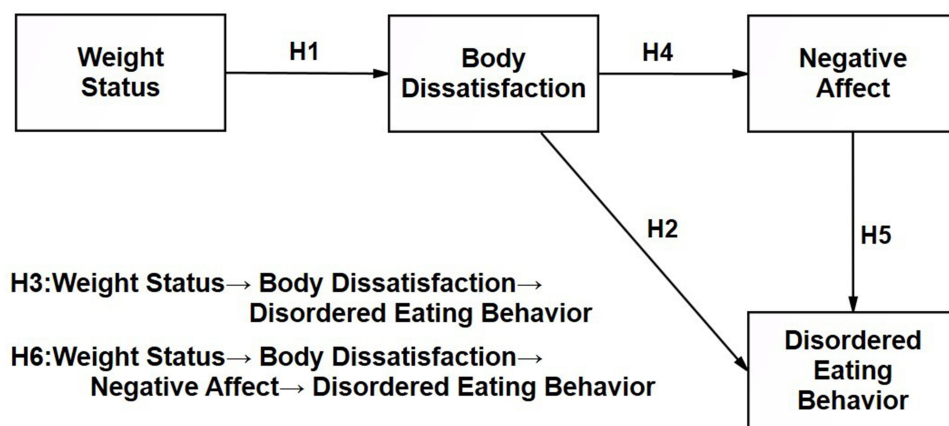 Weight
Status
H1
Body
Dissatisfaction
H4
Negative
Affect
H2
H5
H3:Weight Status→ Body Dissatisfaction→
Disordered Eating Behavior
H6:Weight Status→ Body Dissatisfaction→
Negative Affect→ Disordered Eating Behavior
Disordered
Eating
Behavior